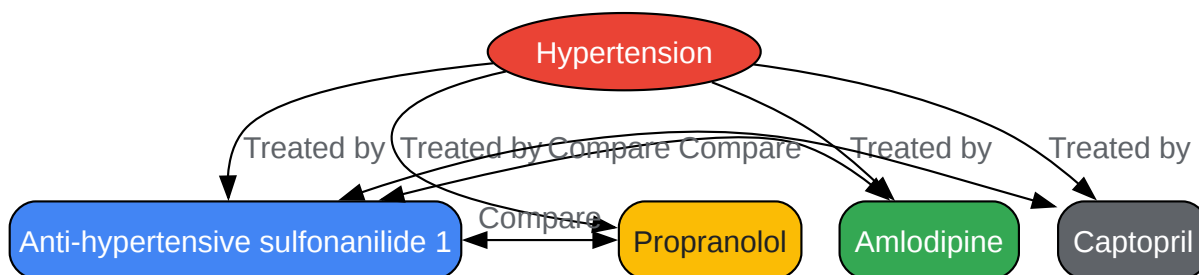 Hypertension
Treated by
Treated by
Compare
Compare
Treated by
Treated by
Compare
Anti-hypertensive sulfonanilide 1
Propranolol
Amlodipine
Captopril